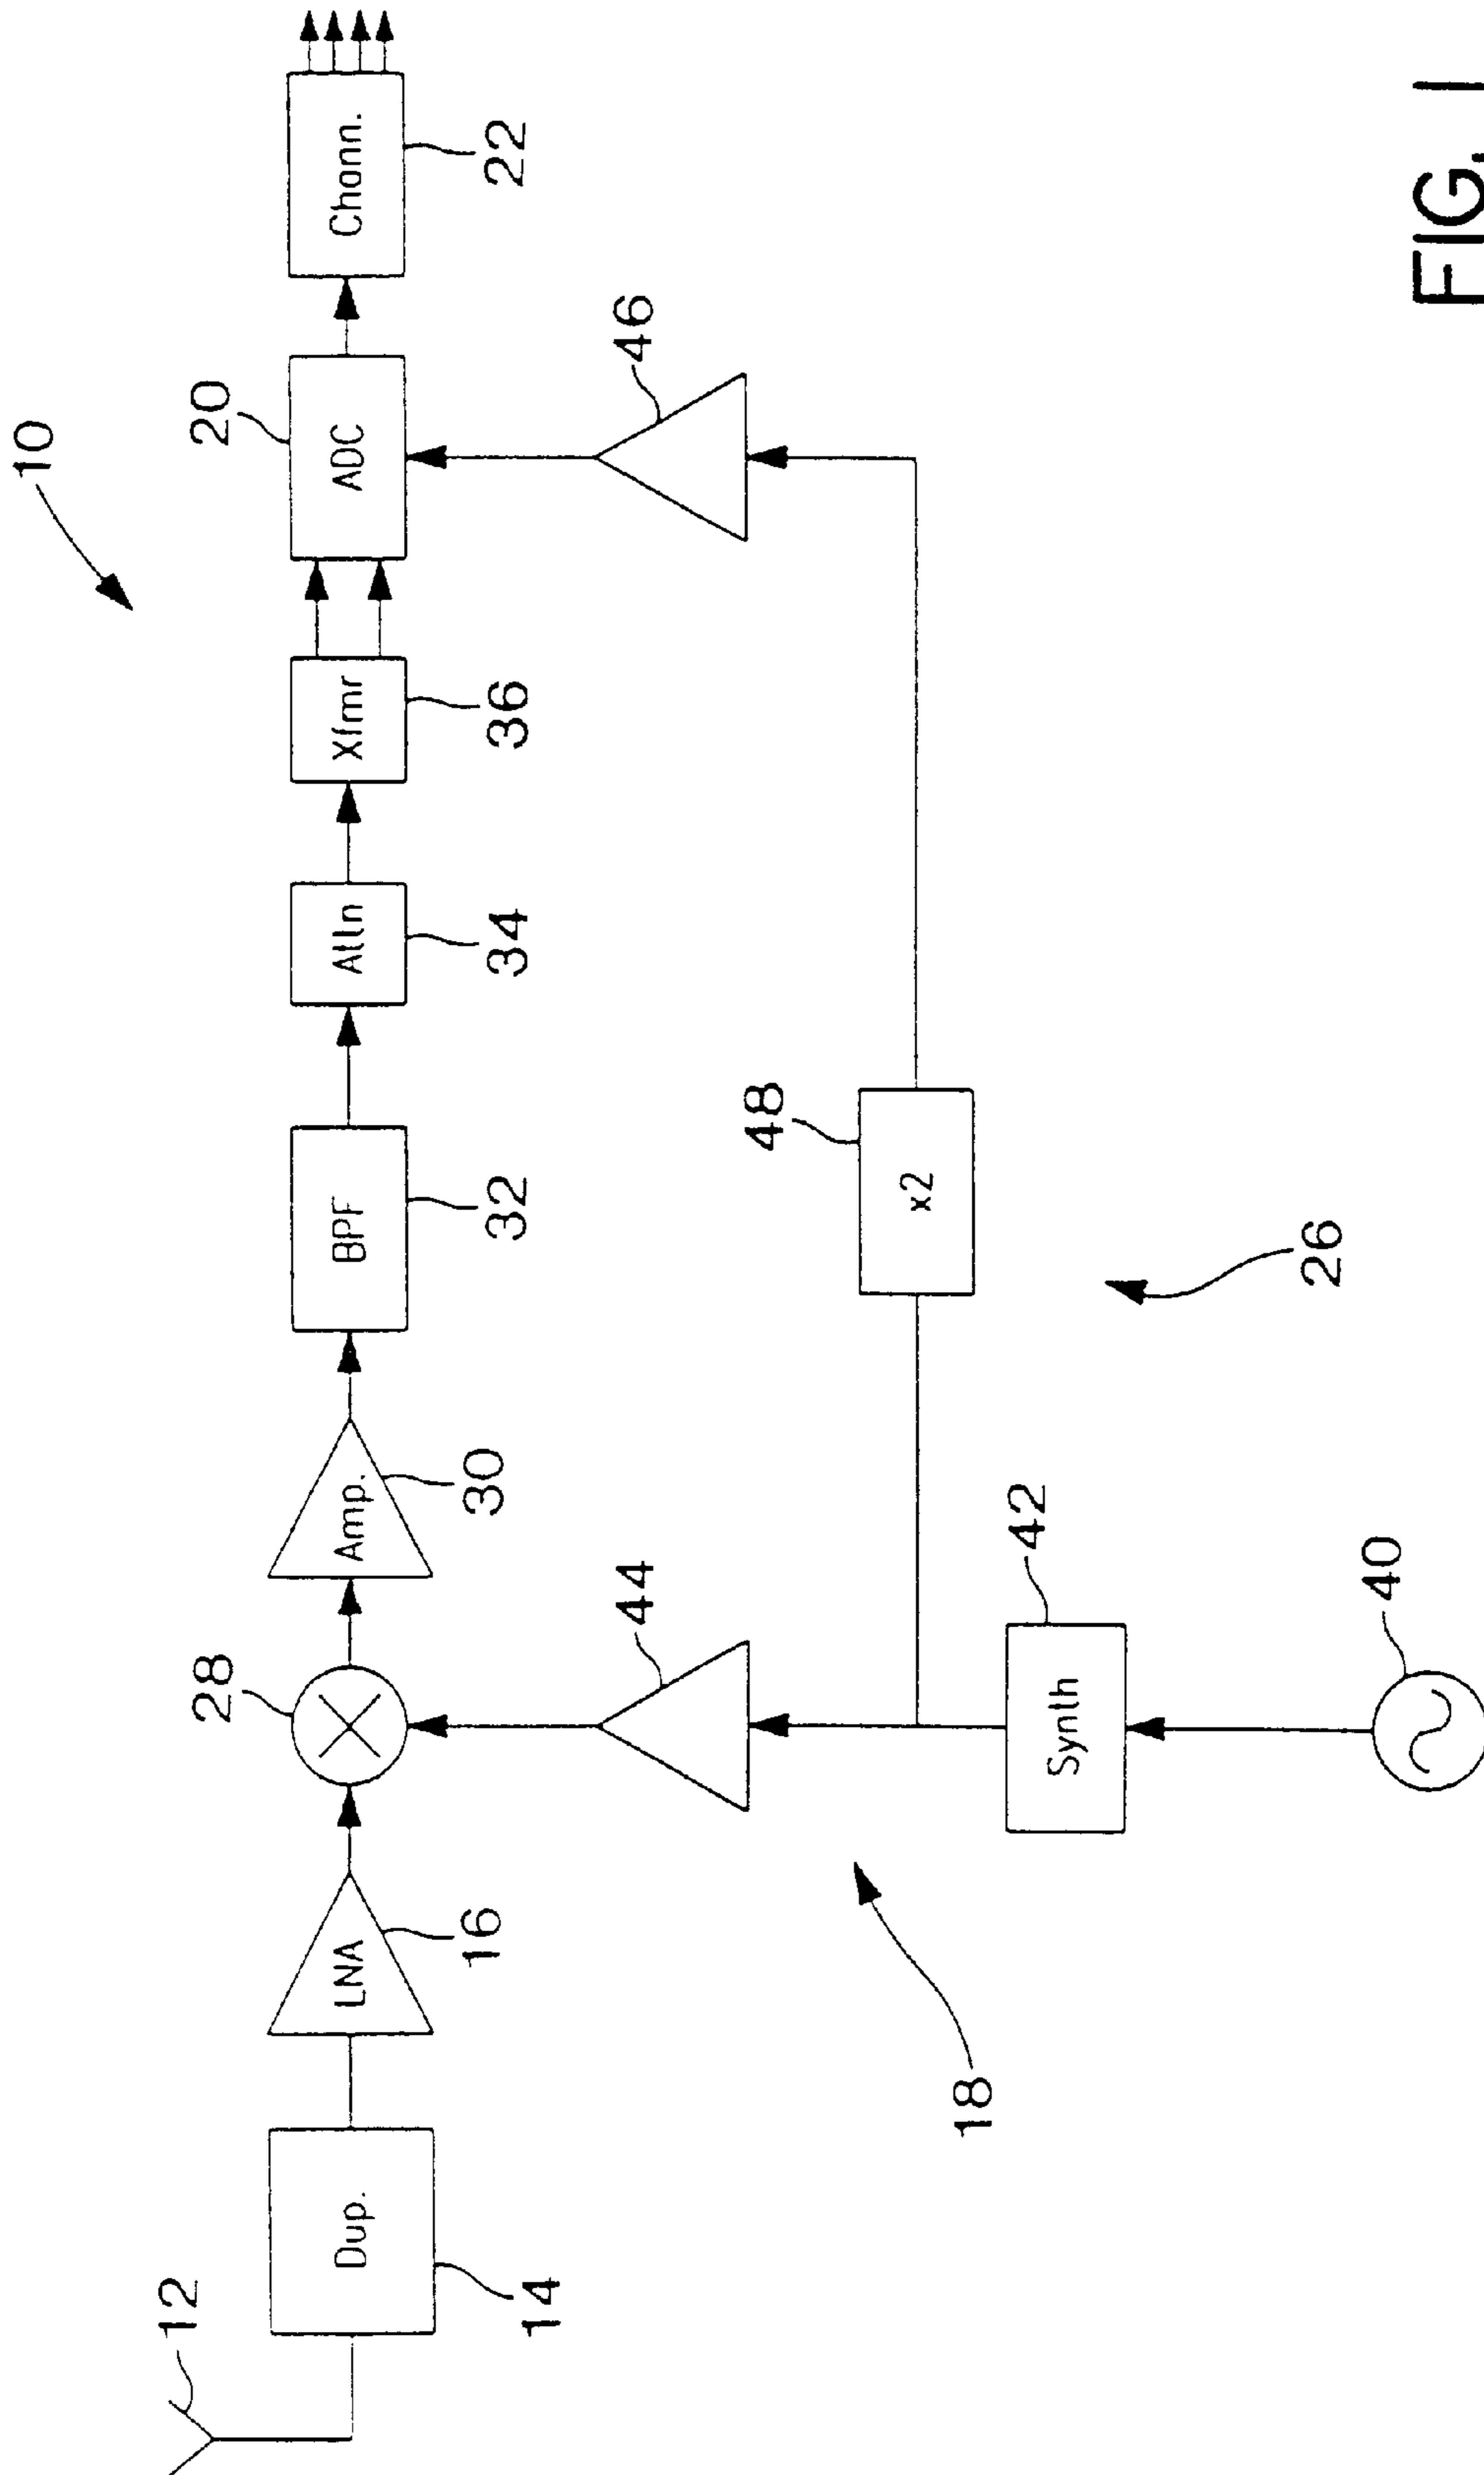 10
12
Dup.
14
LNA
16
28
Amp.
30
BPF
32
Attn
34
Xfmr
36
ADC
20
Chann.
22
18
44
46
x2
48
26
Synth
42
40
FIG. 1